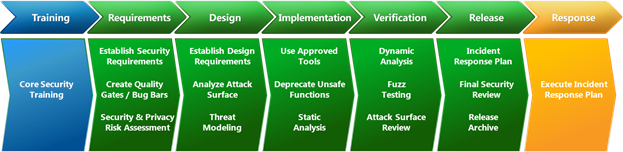 Training
Requirements
Design
Implementation
Verification
Release
Response
Core Security
Training
Establish Security
Requirements
Create Quality
Gates / Bug Bars
Security & Privacy
Risk Assessment
Establish Design
Requirements
Analyze Attack
Surface
Threat
Modeling
Use Approved
Tools
Deprecate Unsafe
Functions
Static
Analysis
Dynamic
Analysis
Fuzz
Testing
Attack Surface
Review
Incident
Response Plan
Final Security
Review
Release
Archive
Execute Incident
Response Plan